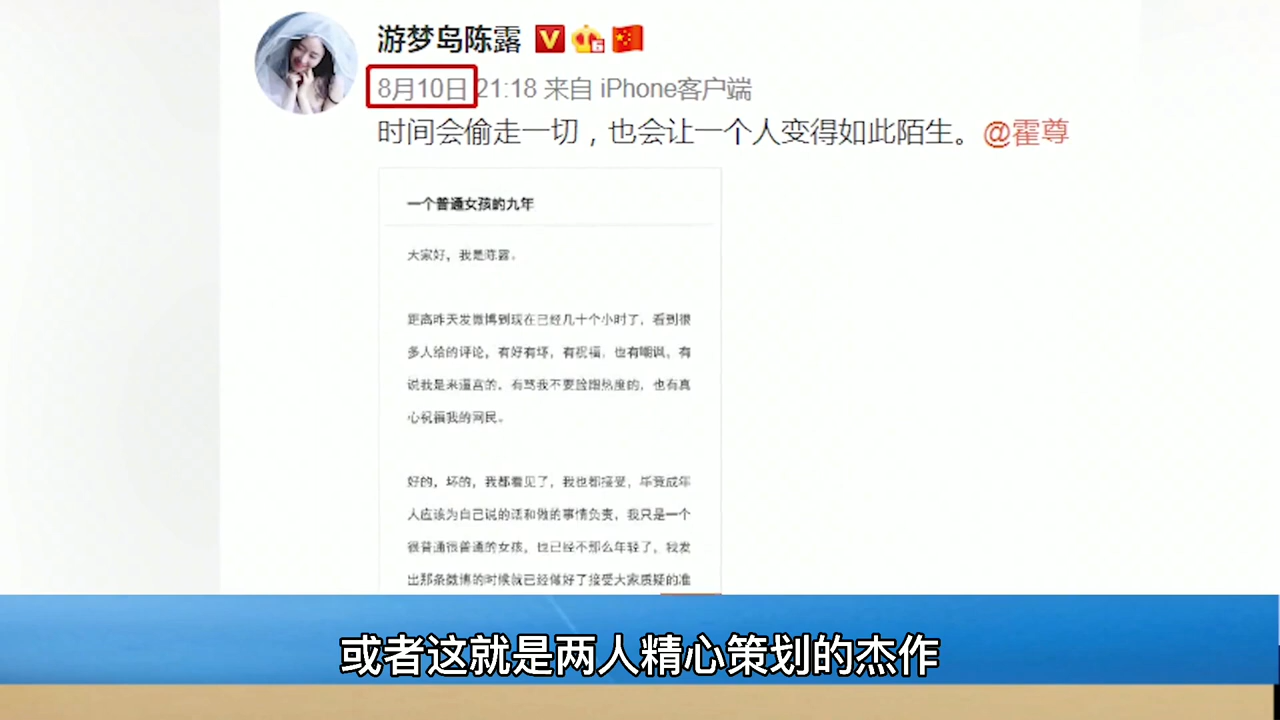 游梦岛陈露
8月10日 21:18 来自 iPhone客户端
时间会偷走一切，也会让一个人变得如此陌生。@霍尊
一个普通女孩的九年
大家好，我是陈露。
距离昨天发微博到现在已经几十个小时了，看到很
多人给的评论，有好有坏，有祝福，也有嘲讽，有
说我是来逼宫的，有骂我不要脸蹭热度的，也有真
心祝福我的网民。
好的，坏的，我都看见了，我也都接受，毕竟成年
人应该为自己说的话和做的事情负责，我只是一个
很普通很普通的女孩，也已经不那么年轻了，我发
出那条微博的时候就已经做好了接受大家质疑的准
或者这就是两人精心策划的杰作